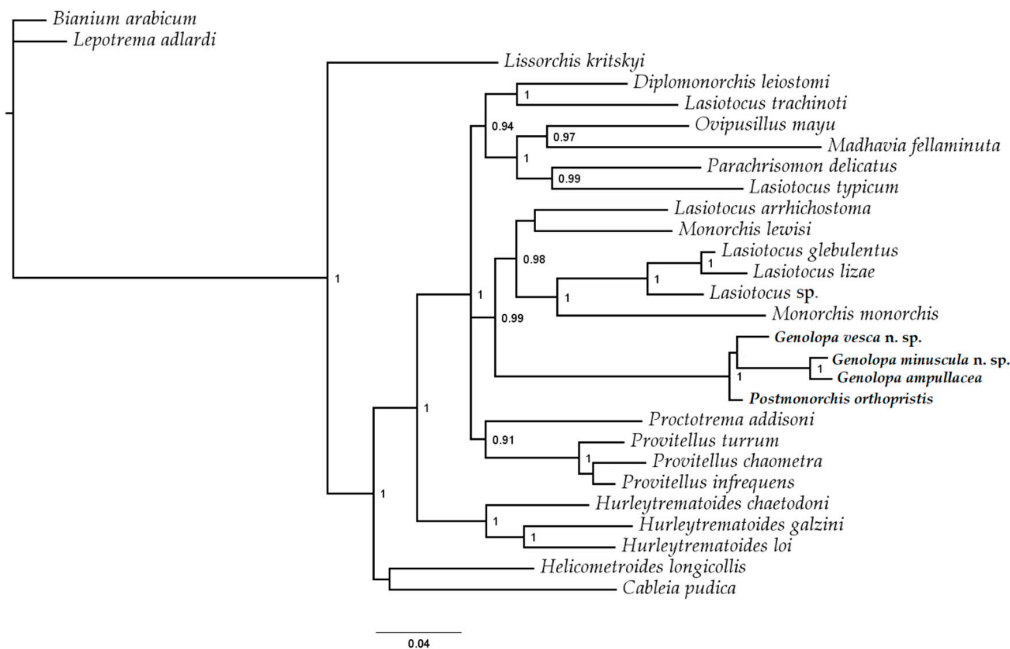 Bianium arabicum
Lepotrema adlardi
Lissorchis kritskyi
Diplomonorchis leiostomi
1
Lasiotocus trachinoti
0.94
Ovipusillus mayu
0.97
Madhavia fellaminuta
1
Parachrisomon delicatus
0.99
Lasiotocus typicum
Lasiotocus arrhichostoma
Monorchis lewisi
Lasiotocus glebulentus
0.98
1
Lasiotocus lizae
1
1
Lasiotocus sp.
1
1
0.99
Monorchis monorchis
Genolopa vesca n. sp.
Genolopa minuscula n. sp.
1
1
Genolopa ampullacea
Postmonorchis orthopristis
1
Proctotrema addisoni
0.91
Provitellus turrum
1
Provitellus chaometra
Provitellus infrequens
1
Hurleytrematoides chaetodoni
1
Hurleytrematoides galzini
1
Hurleytrematoides loi
Helicometroides longicollis
Cableia pudica
0.04